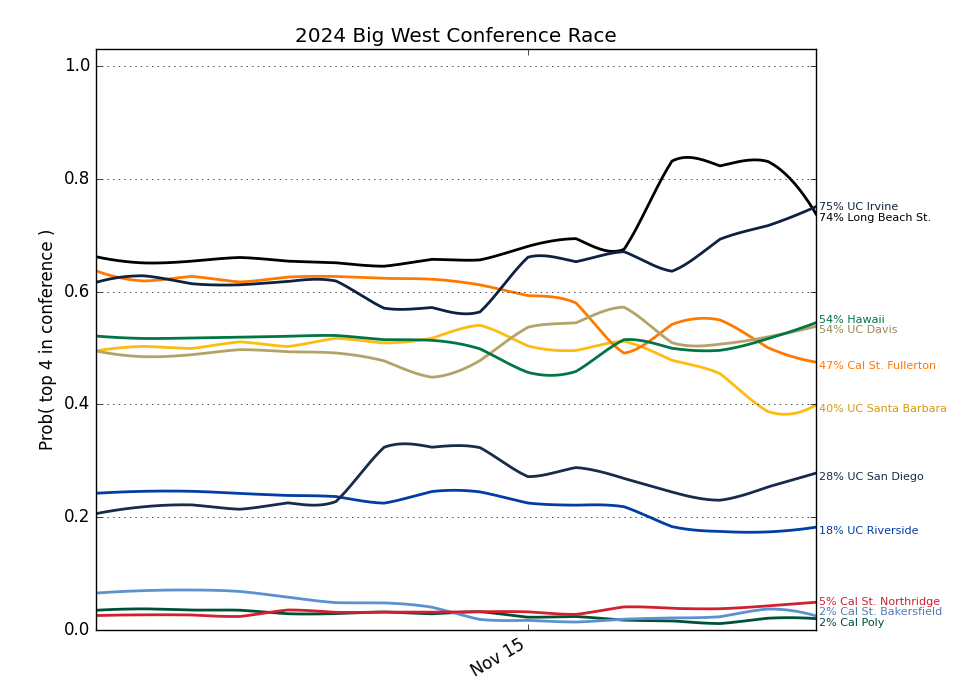 2024 Big West Conference Race
1.0
0.8
0.6
0.4
0.2
0.0
Prob( top 4 in conference )
Nov 15
75% UC Irvine
74% Long Beach St.
54% Hawaii
54% UC Davis
47% Cal St. Fullerton
40% UC Santa Barbara
28% UC San Diego
18% UC Riverside
5% Cal St. Northridge
2% Cal St. Bakersfield
2% Cal Poly